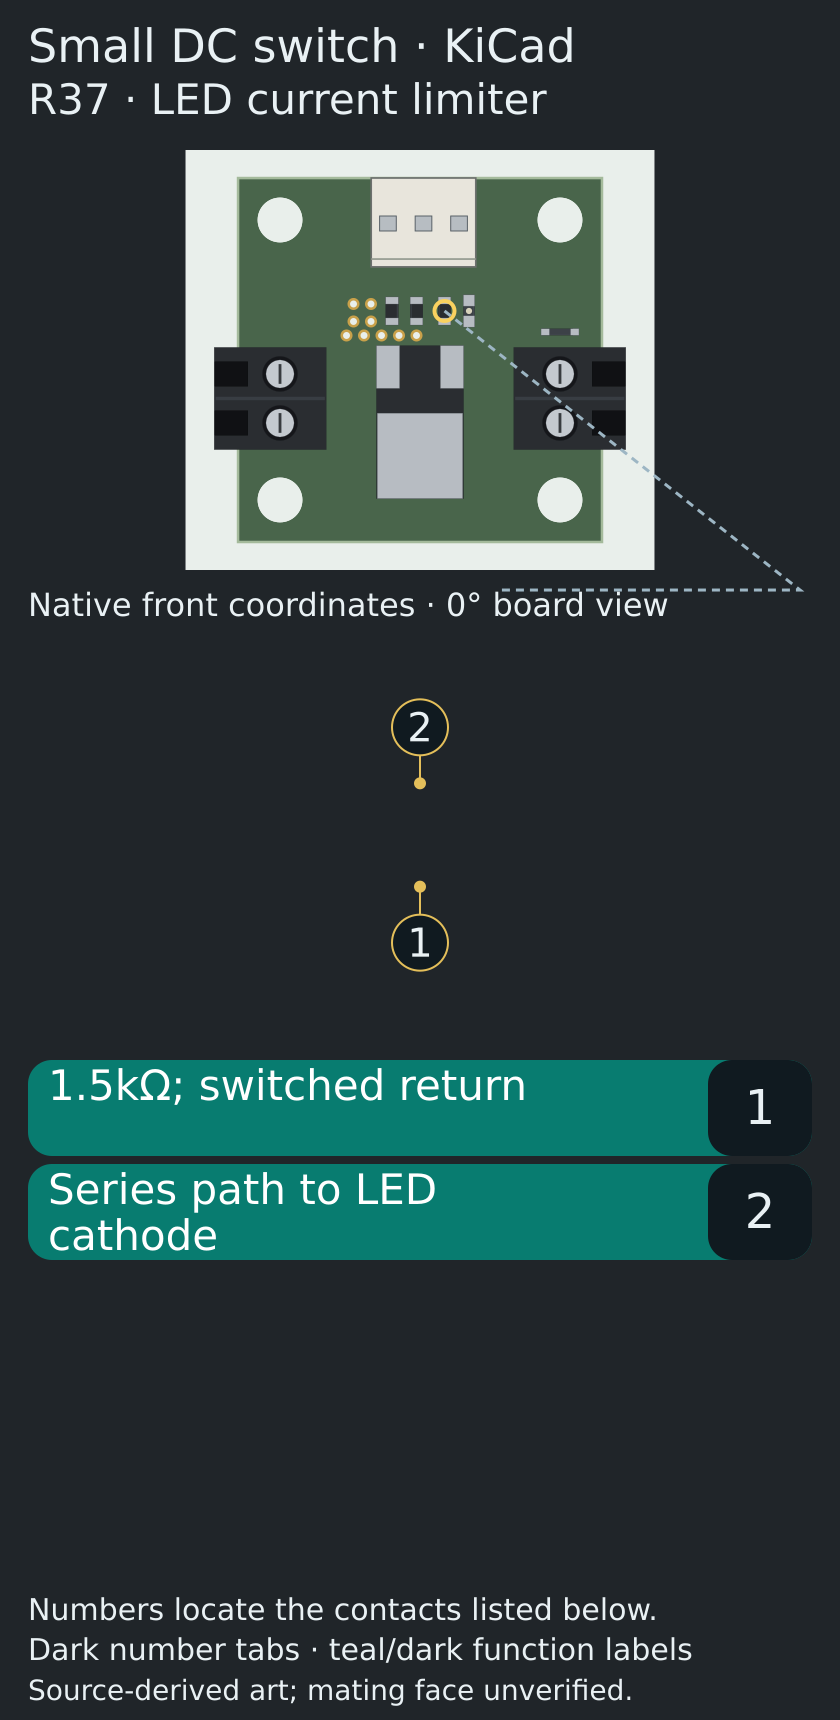 Small DC switch · KiCad
R37 · LED current limiter
Native front coordinates · 0° board view
2
1
1.5kΩ; switched return
1
Series path to LED
cathode
2
Numbers locate the contacts listed below.
Dark number tabs · teal/dark function labels
Source-derived art; mating face unverified.